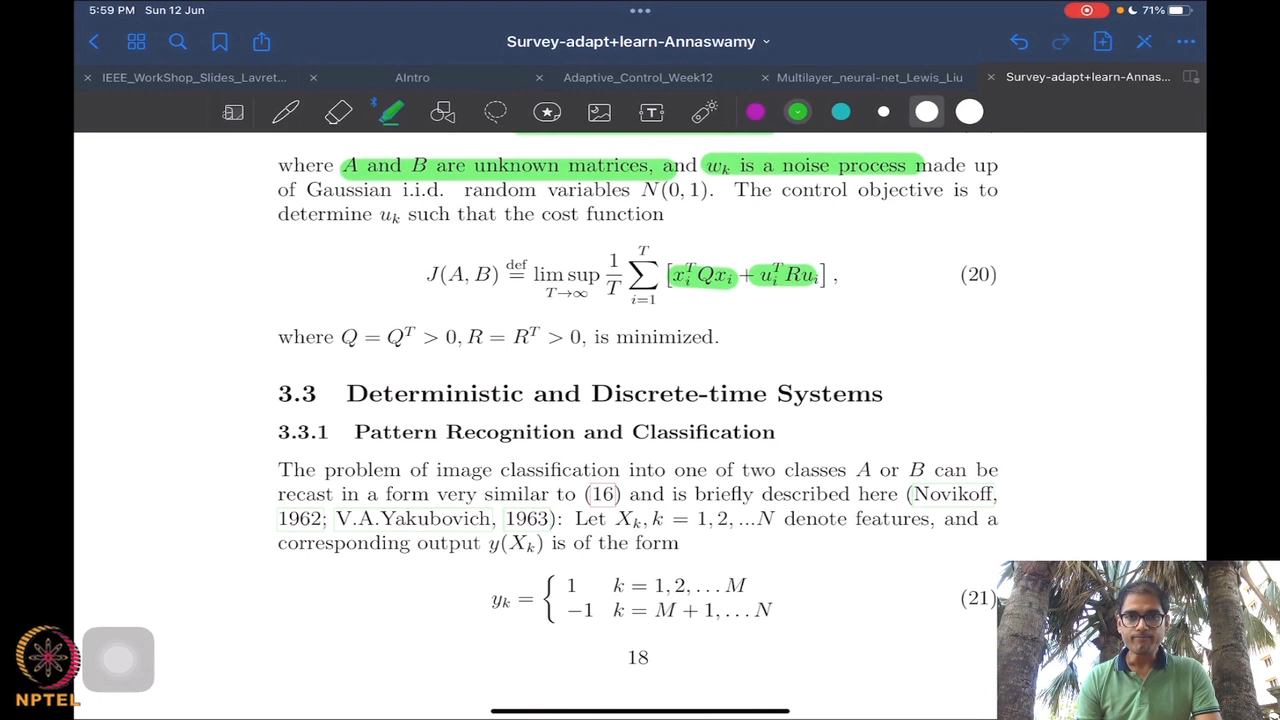 5:59 PM Sun 12 Jun
71%
Survey-adapt+learn-Annaswamy
IEEE_WorkShop_Slides_Lavret...
AIntro
Adaptive_Control_Week12
Multilayer_neural-net_Lewis_Liu
Survey-adapt+learn-Annas...
where A and B are unknown matrices, and w_k is a noise process made up
of Gaussian i.i.d. random variables N(0, 1). The control objective is to
determine u_k such that the cost function
J(A, B) \overset{def}{=} \limsup_{T→∞} \frac{1}{T} \sum_{i=1}^{T} [x_i^T Q x_i + u_i^T R u_i], (20)
where Q = Q^T > 0, R = R^T > 0, is minimized.
3.3 Deterministic and Discrete-time Systems
3.3.1 Pattern Recognition and Classification
The problem of image classification into one of two classes A or B can be
recast in a form very similar to (16) and is briefly described here (Novikoff,
1962; V.A.Yakubovich, 1963): Let X_k, k = 1, 2, ...N denote features, and a
corresponding output y(X_k) is of the form
y_k = { 1 k = 1, 2, ... M
-1 k = M + 1, ... N (21)
18
NPTEL